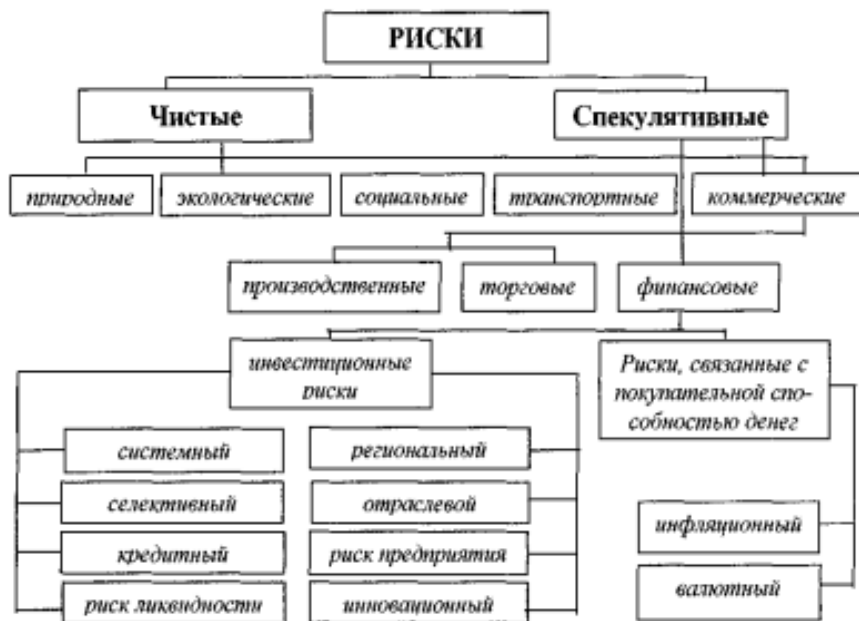 РИСКИ
Чистые
Спекулятивные
природные
экологические
социальные
транспортные
коммерческие
производственные
торговые
финансовые
инвестиционные
риски
Риски, связанные с
покупательной спо-
собностью денег
системный
региональный
селективный
отраслевой
кредитный
риск предприятия
риск ликвидности
инновационный
инфляционный
валютный